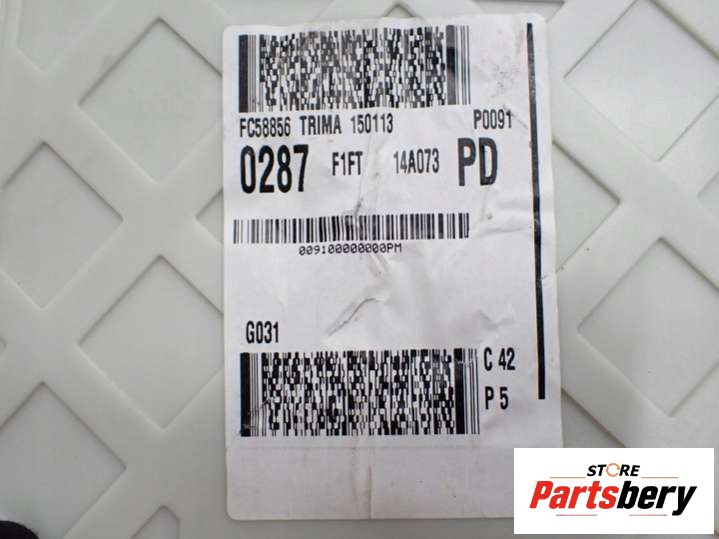 FC58856 TRIMA 150113 P0091
0287 F1FT 14A073 PD
009100000000PM
G031
C 42
P 5
STORE
Partsbery